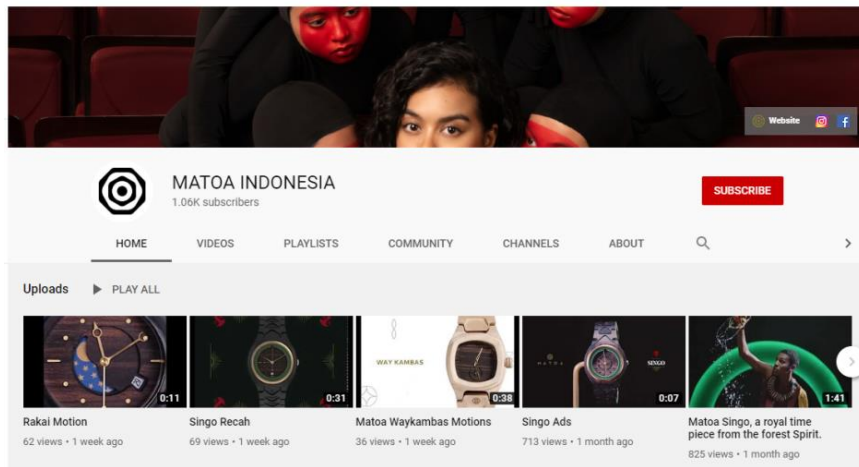 Website
MATOA INDONESIA
1.06K subscribers
SUBSCRIBE
HOME VIDEOS PLAYLISTS COMMUNITY CHANNELS ABOUT
Uploads PLAY ALL
WAY KAMBAS
MATOA
SINGO
0:11
0:31
0:38
0:07
1:41
Rakai Motion
62 views • 1 week ago
Singo Recah
69 views • 1 week ago
Matoa Waykambas Motions
36 views • 1 week ago
Singo Ads
713 views • 1 month ago
Matoa Singo, a royal time
piece from the forest Spirit.
825 views • 1 month ago